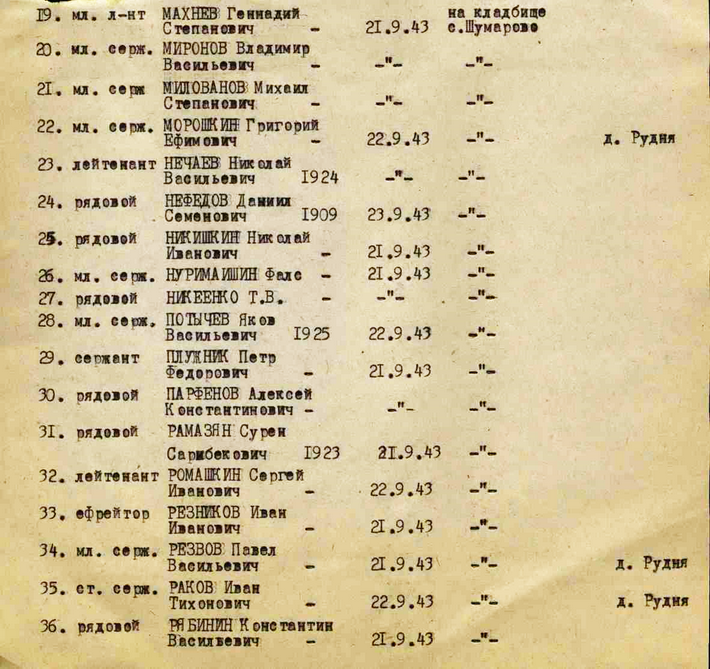 19. мл. л-нт МАХНЕВ Геннадий на кладбище
Степанович - 21.9.43 с.Шумарово
20. мл. серж. МИРОНОВ Владимир
Васильевич - -"- -"-
21. мл. серж МИЛОВАНОВ Михаил
Степанович - -"- -"-
22. мл. серж. МОРОШКИН Григорий
Ефимович - 22.9.43 -"- д. Рудня
23. лейтенант НЕЧАЕВ Николай
Васильевич 1924 -"- -"-
24. рядовой НЕФЕДОВ Даниил
Семенович 1909 23.9.43 -"-
25. рядовой НИКИШКИН Николай
Иванович - 21.9.43 -"-
26. мл. серж. НУРИМАИШИН Фалс - 21.9.43 -"-
27. рядовой НИКЕЕНКО Т.В. - -"- -"-
28. мл. серж. ПОТЫЧЕВ Яков
Васильевич 1925 22.9.43 -"-
29. сержант ПЛУЖНИК Петр
Федорович - 21.9.43 -"-
30. рядовой ПАРФЕНОВ Алексей
Константинович - -"- -"-
31. рядовой РАМАЗЯН Сурен
Сарибекович 1923 21.9.43 -"-
32. лейтенант РОМАШКИН Сергей
Иванович - 22.9.43 -"-
33. ефрейтор РЕЗНИКОВ Иван
Иванович - 21.9.43 -"-
34. мл. серж. РЕЗВОВ Павел
Васильевич - 21.9.43 -"- д. Рудня
35. ст. серж. РАКОВ Иван
Тихонович - 22.9.43 -"- д. Рудня
36. рядовой РЯБИНИН Константин
Васильевич - 21.9.43 -"-